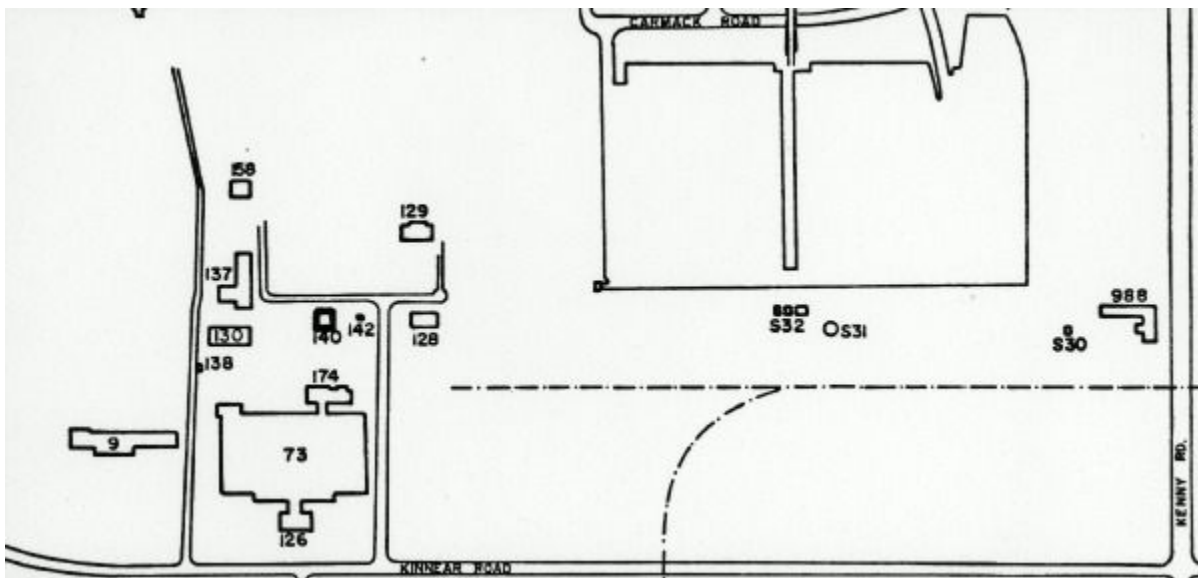 CARMACK ROAD
158
129
137
988
130
140
142
128
S32
S31
S30
138
174
9
73
KENNY RD.
126
KINNEAR ROAD